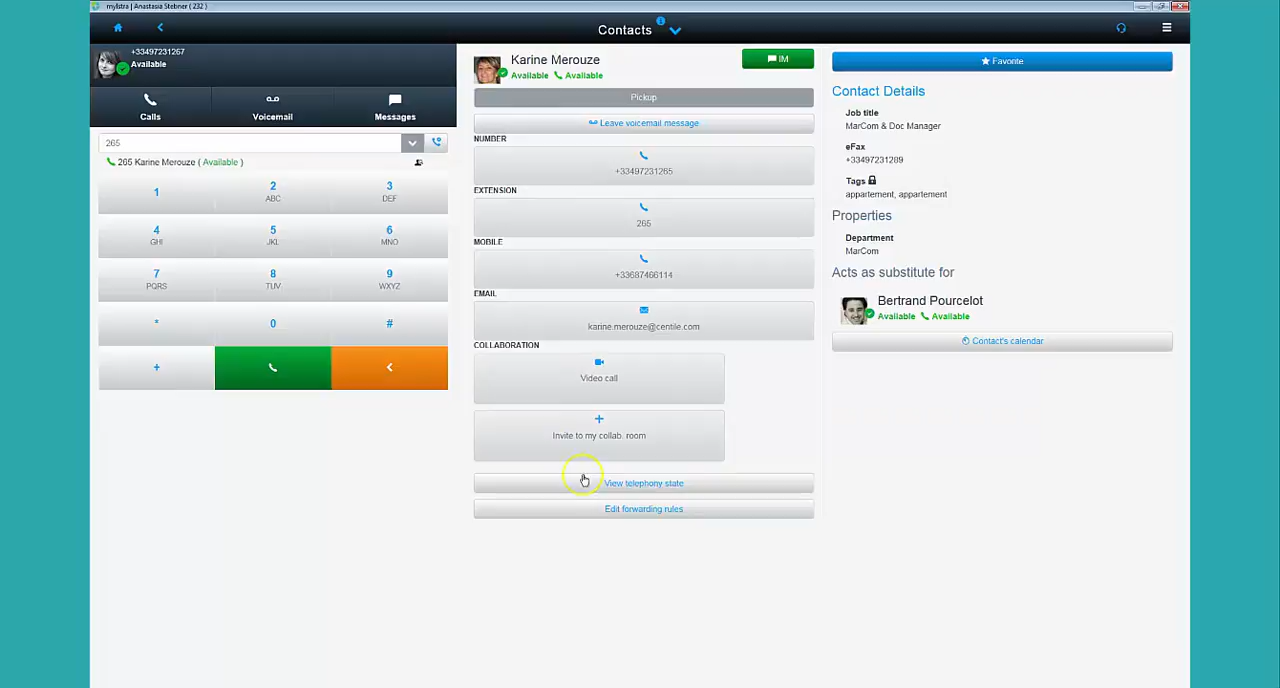 mylstra | Anastasia Stebner ( 232 )
Contacts
+33497231267
Available
Calls
Voicemail
Messages
265
265 Karine Merouze ( Available )
1
2
ABC
3
DEF
4
GHI
5
JKL
6
MNO
7
PQRS
8
TUV
9
WXYZ
*
0
#
+
Karine Merouze
Available Available
IM
Pickup
Leave voicemail message
NUMBER
+33497231265
EXTENSION
265
MOBILE
+33687466114
EMAIL
karine.merouze@centile.com
COLLABORATION
Video call
Invite to my collab. room
View telephony state
Edit forwarding rules
Favorite
Contact Details
Job title
MarCom & Doc Manager
eFax
+33497231289
Tags
appartement, appartement
Properties
Department
MarCom
Acts as substitute for
Bertrand Pourcelot
Available Available
Contact's calendar